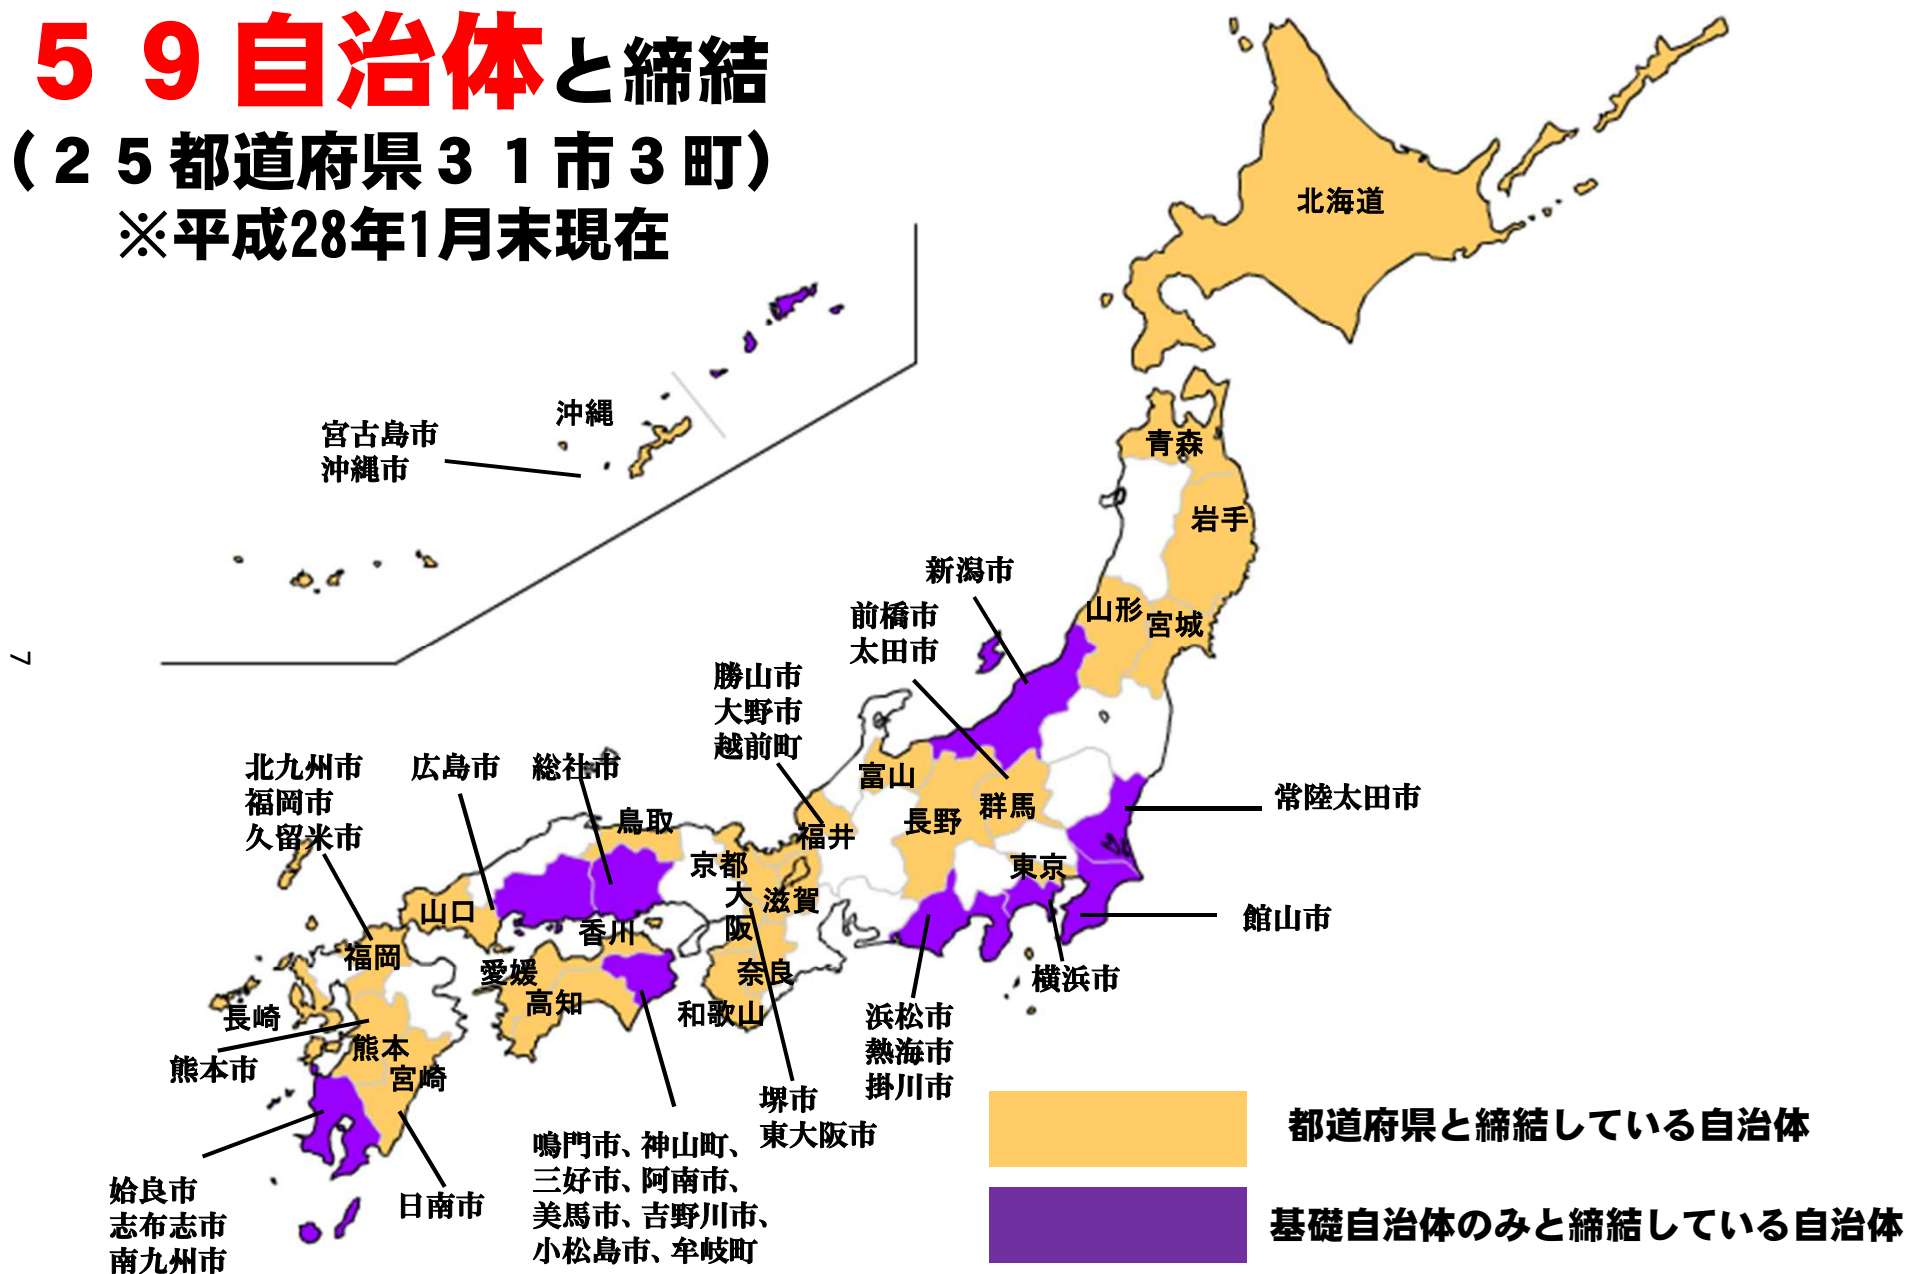 ５９自治体と締結
（２５都道府県３１市３町）
※平成28年1月末現在
北海道
沖縄
宮古島市
沖縄市
青森
岩手
山形
宮城
新潟市
前橋市
太田市
勝山市
大野市
越前町
富山
長野
群馬
福井
東京
常陸太田市
館山市
横浜市
浜松市
熱海市
掛川市
北九州市
福岡市
久留米市
広島市
総社市
鳥取
京都
大阪
滋賀
奈良
和歌山
山口
香川
愛媛
高知
福岡
長崎
熊本
宮崎
熊本市
堺市
東大阪市
鳴門市、神山町、
三好市、阿南市、
美馬市、吉野川市、
小松島市、牟岐町
日南市
姶良市
志布志市
南九州市
都道府県と締結している自治体
基礎自治体のみと締結している自治体
7